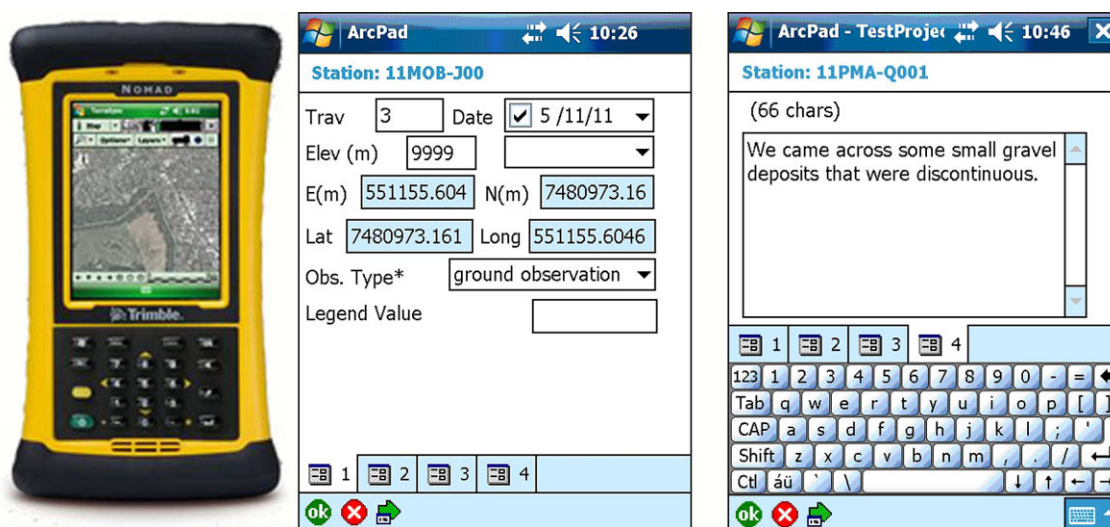 NOMAD
TerraSync
Map
Options
Layers
Trimble.
ArcPad 10:26
Station: 11MOB-J00
Trav 3 Date 5 /11/11
Elev (m) 9999
E(m) 551155.604 N(m) 7480973.16
Lat 7480973.161 Long 551155.6046
Obs. Type* ground observation
Legend Value
1 2 3 4
ok
ArcPad - TestProjec 10:46
Station: 11PMA-Q001
(66 chars)
We came across some small gravel
deposits that were discontinuous.
1 2 3 4
123 1 2 3 4 5 6 7 8 9 0 - =
Tab q w e r t y u i o p [ ]
CAP a s d f g h j k l ; '
Shift z x c v b n m , . /
Ctl áü ` \
ok